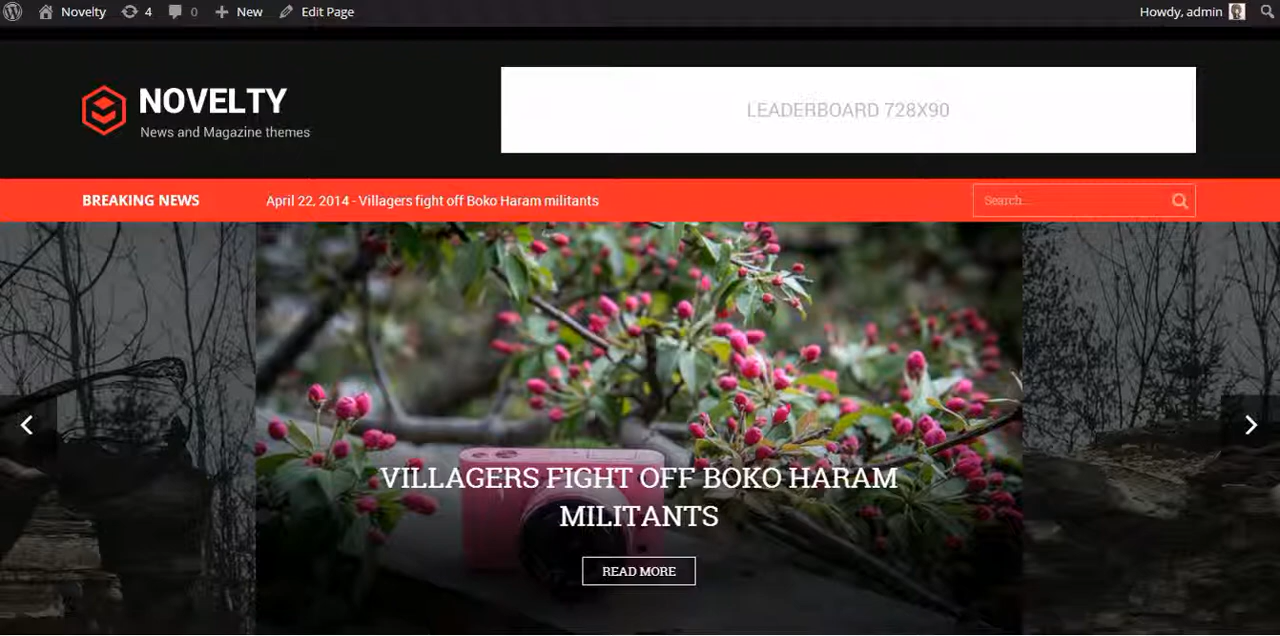 Novelty 4 0 New Edit Page Howdy, admin
NOVELTY
News and Magazine themes
LEADERBOARD 728X90
BREAKING NEWS April 22, 2014 - Villagers fight off Boko Haram militants Search...
VILLAGERS FIGHT OFF BOKO HARAM
MILITANTS
READ MORE